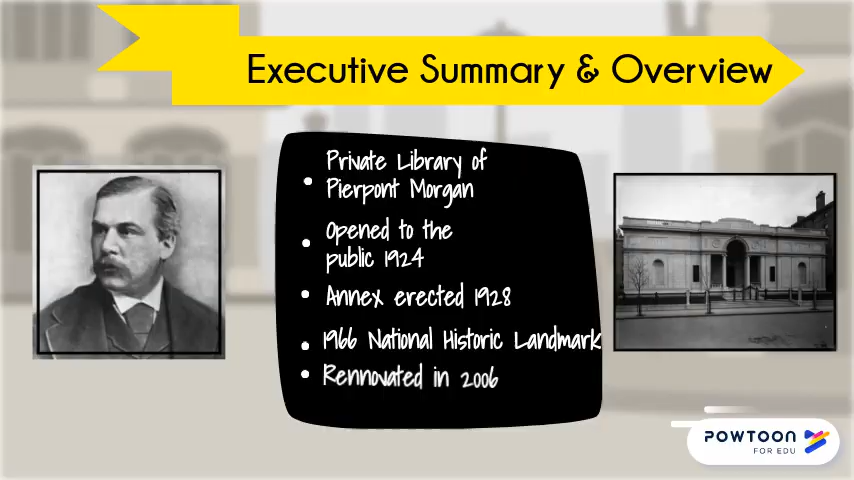 Executive Summary & Overview
Private Library of
Pierpont Morgan
Opened to the
public 1924
Annex erected 1928
1966 National Historic Landmark
Rennovated in 2006
POWTOON
FOR EDU